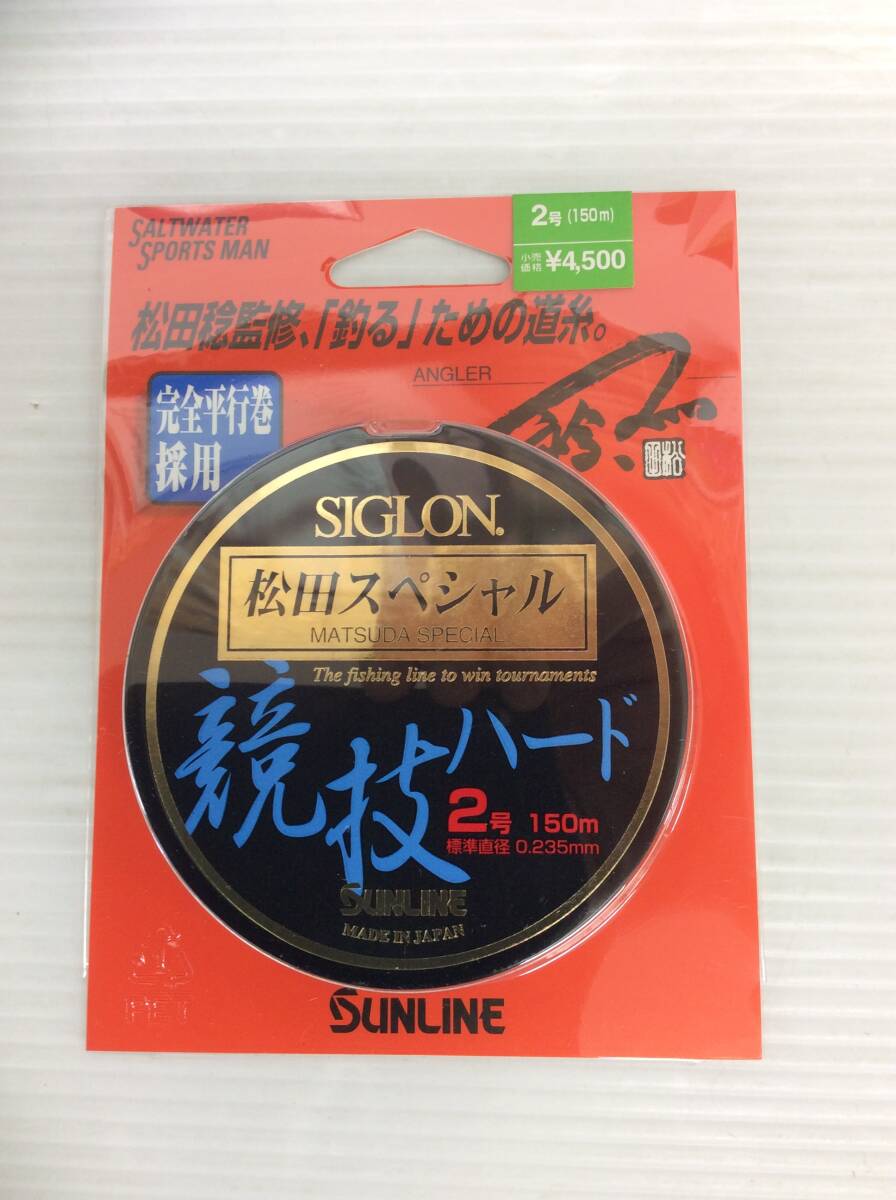 SALTWATER
SPORTS MAN
2号(150m)
小売価格 ¥4,500
松田稔監修、「釣る」ための道糸。
ANGLER
完全平行巻
採用
SIGLON®
松田スペシャル
MATSUDA SPECIAL
The fishing line to win tournaments
競技ハード
2号 150m
標準直径 0.235mm
SUNLINE
MADE IN JAPAN
PET
SUNLINE